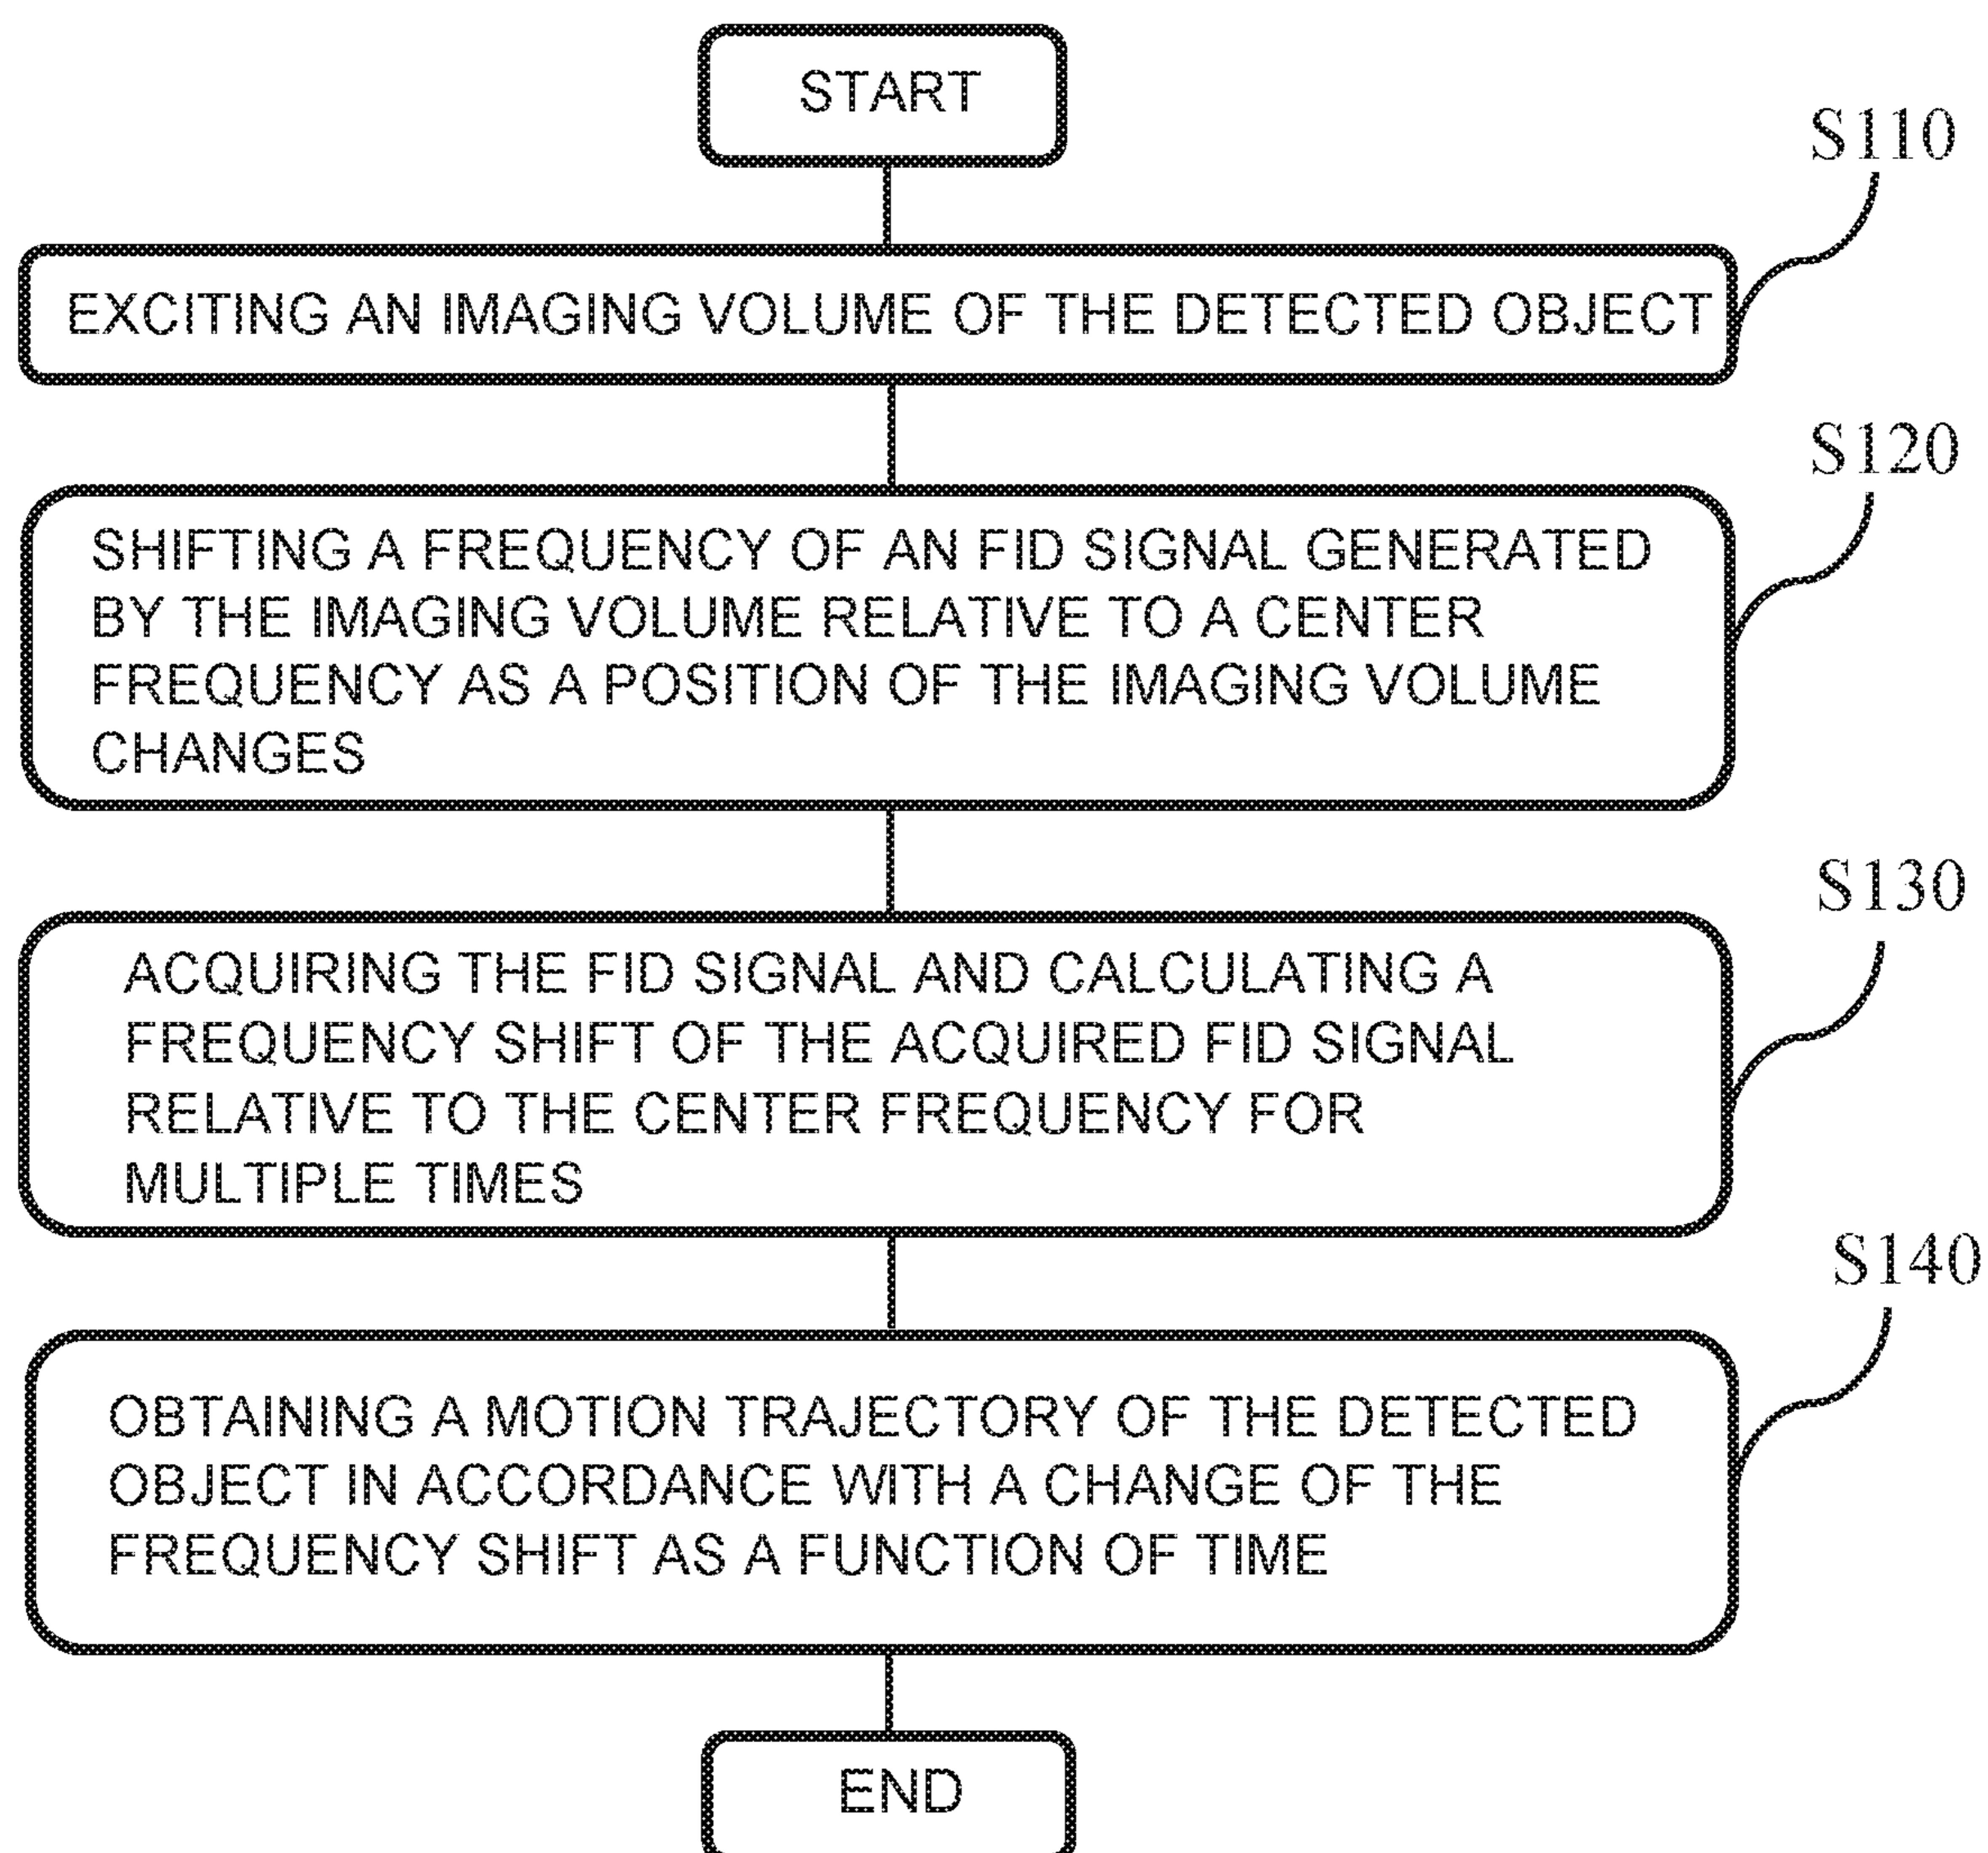 START
S110
EXCITING AN IMAGING VOLUME OF THE DETECTED OBJECT
S120
SHIFTING A FREQUENCY OF AN FID SIGNAL GENERATED
BY THE IMAGING VOLUME RELATIVE TO A CENTER
FREQUENCY AS A POSITION OF THE IMAGING VOLUME
CHANGES
S130
ACQUIRING THE FID SIGNAL AND CALCULATING A
FREQUENCY SHIFT OF THE ACQUIRED FID SIGNAL
RELATIVE TO THE CENTER FREQUENCY FOR
MULTIPLE TIMES
S140
OBTAINING A MOTION TRAJECTORY OF THE DETECTED
OBJECT IN ACCORDANCE WITH A CHANGE OF THE
FREQUENCY SHIFT AS A FUNCTION OF TIME
END